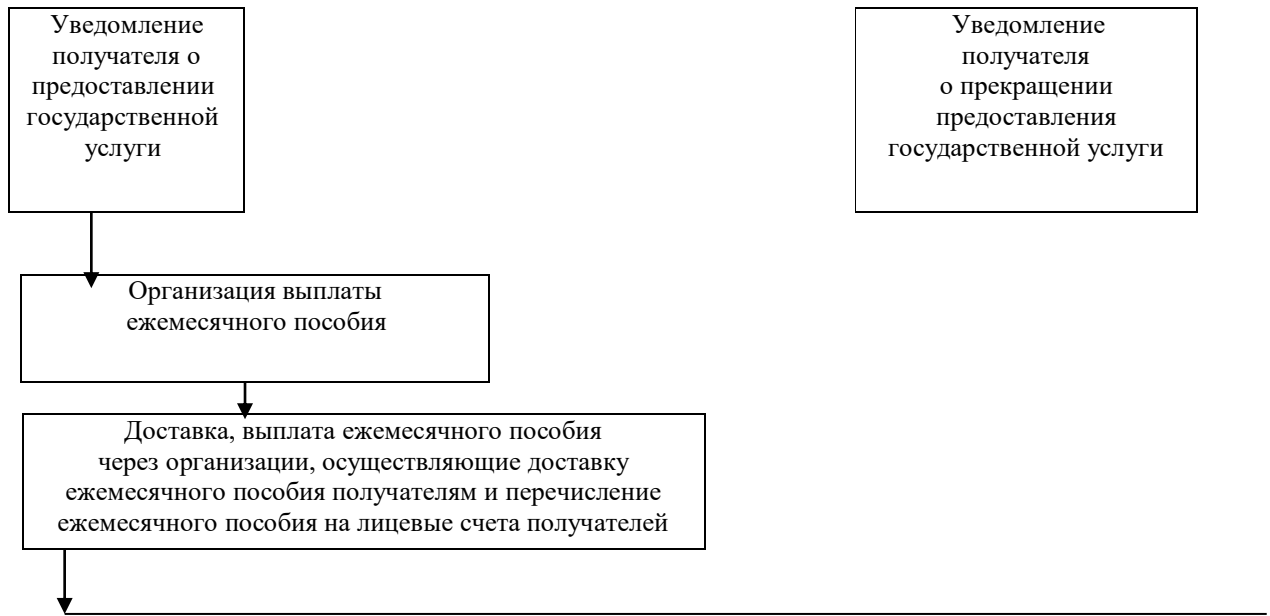 Уведомление
получателя о
предоставлении
государственной
услуги
Уведомление
получателя
о прекращении
предоставления
государственной услуги
Организация выплаты
ежемесячного пособия
Доставка, выплата ежемесячного пособия
через организации, осуществляющие доставку
ежемесячного пособия получателям и перечисление
ежемесячного пособия на лицевые счета получателей